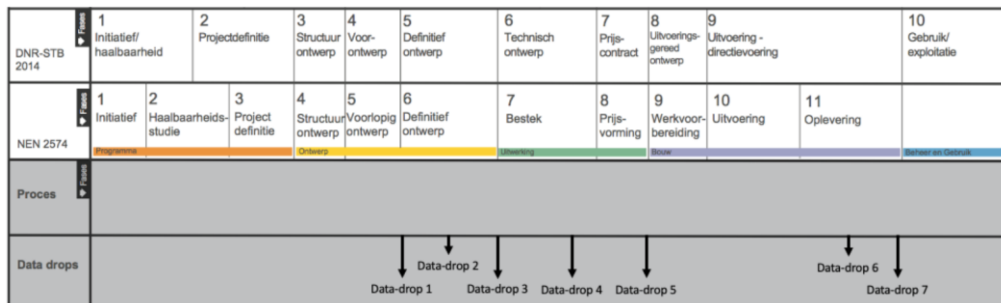 DNR-STB
2014
Fases
1
Initiatief/
haalbaarheid
2
Projectdefinitie
3
Structuur
ontwerp
4
Voor-
ontwerp
5
Definitief
ontwerp
6
Technisch
ontwerp
7
Prijs-
contract
8
Uitvoerings-
gereed
ontwerp
9
Uitvoering -
directievoering
10
Gebruik/
exploitatie
NEN 2574
Fases
1
Initiatief
2
Haalbaarheids-
studie
3
Project
definitie
4
Structuur
ontwerp
5
Voorlopig
ontwerp
6
Definitief
ontwerp
7
Bestek
8
Prijs-
vorming
9
Werkvoor-
bereiding
10
Uitvoering
11
Oplevering
Programma
Ontwerp
Uitwerking
Bouw
Beheer en Gebruik
Proces
Fases
Data drops
Data-drop 1
Data-drop 2
Data-drop 3
Data-drop 4
Data-drop 5
Data-drop 6
Data-drop 7